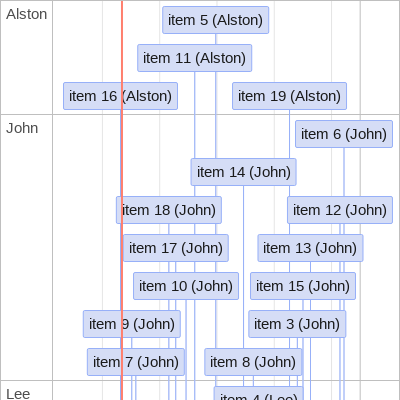 Alston
item 5 (Alston)
item 11 (Alston)
item 16 (Alston)
item 19 (Alston)
John
item 6 (John)
item 14 (John)
item 18 (John)
item 12 (John)
item 17 (John)
item 13 (John)
item 10 (John)
item 15 (John)
item 9 (John)
item 3 (John)
item 7 (John)
item 8 (John)
Lee
item 4 (Lee)